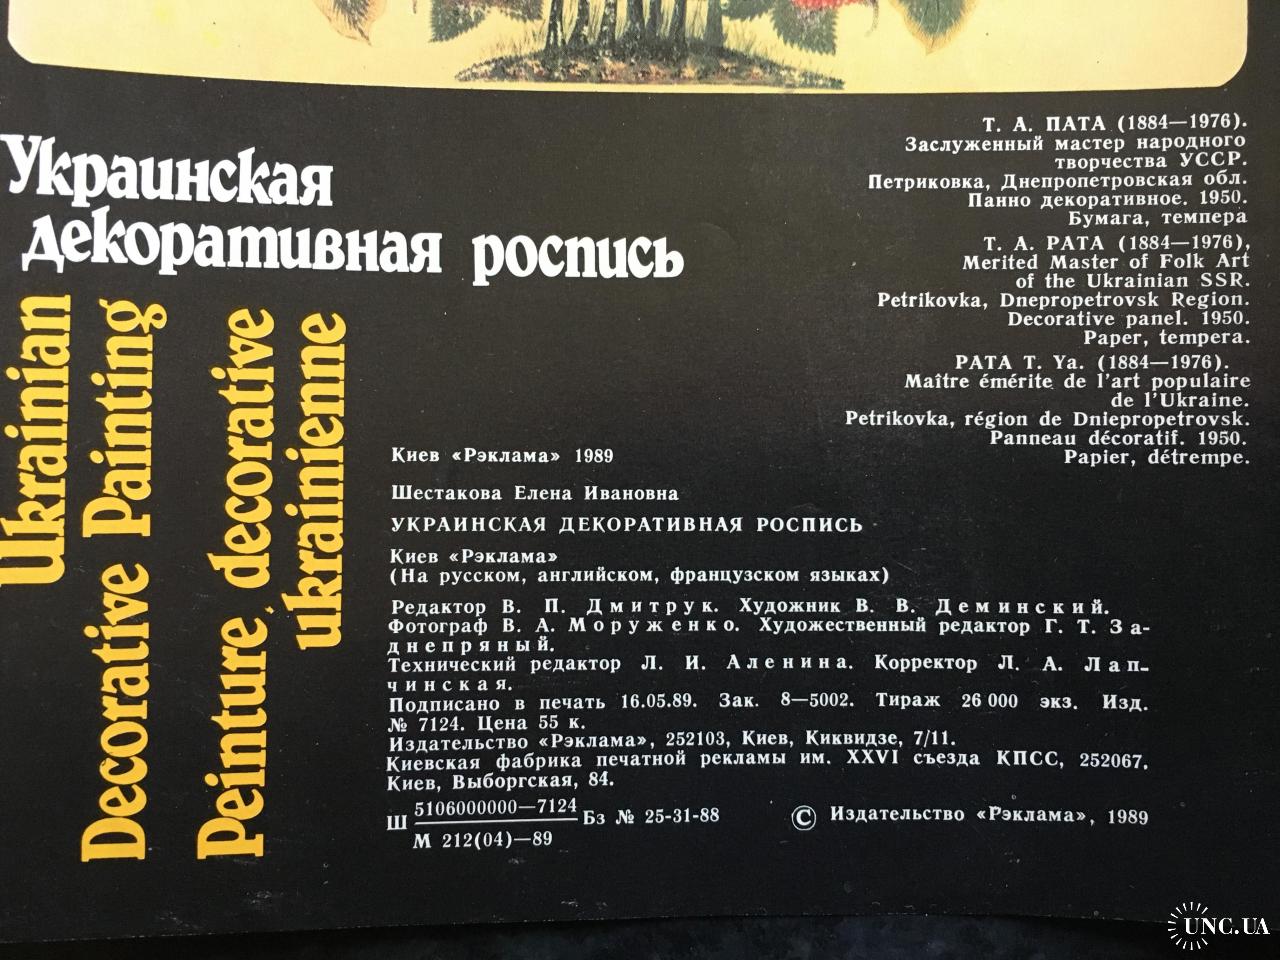 Украинская
декоративная роспись
Ukrainian
Decorative Painting
Peinture decorative
ukrainienne
Т. А. ПАТА (1884—1976).
Заслуженный мастер народного
творчества УССР.
Петриковка, Днепропетровская обл.
Панно декоративное. 1950.
Бумага, темпера
T. A. PATA (1884—1976),
Merited Master of Folk Art
of the Ukrainian SSR.
Petrikovka, Dnepropetrovsk Region.
Decorative panel. 1950.
Paper, tempera.
PATA T. Ya. (1884—1976).
Maître émérite de l'art populaire
de l'Ukraine.
Petrikovka, région de Dniepropetrovsk.
Panneau décoratif. 1950.
Papier, détrempe.
Киев «Рэклама» 1989
Шестакова Елена Ивановна
УКРАИНСКАЯ ДЕКОРАТИВНАЯ РОСПИСЬ
Киев «Рэклама»
(На русском, английском, французском языках)
Редактор В. П. Дмитрук. Художник В. В. Деминский.
Фотограф В. А. Моруженко. Художественный редактор Г. Т. За-
днепряный.
Технический редактор Л. И. Аленина. Корректор Л. А. Лап-
чинская.
Подписано в печать 16.05.89. Зак. 8—5002. Тираж 26 000 экз. Изд.
№ 7124. Цена 55 к.
Издательство «Рэклама», 252103, Киев, Киквидзе, 7/11.
Киевская фабрика печатной рекламы им. XXVI съезда КПСС, 252067,
Киев, Выборгская, 84.
Ш 5106000000—7124 Бз № 25-31-88
М 212(04)—89
© Издательство «Рэклама», 1989
UNC.UA